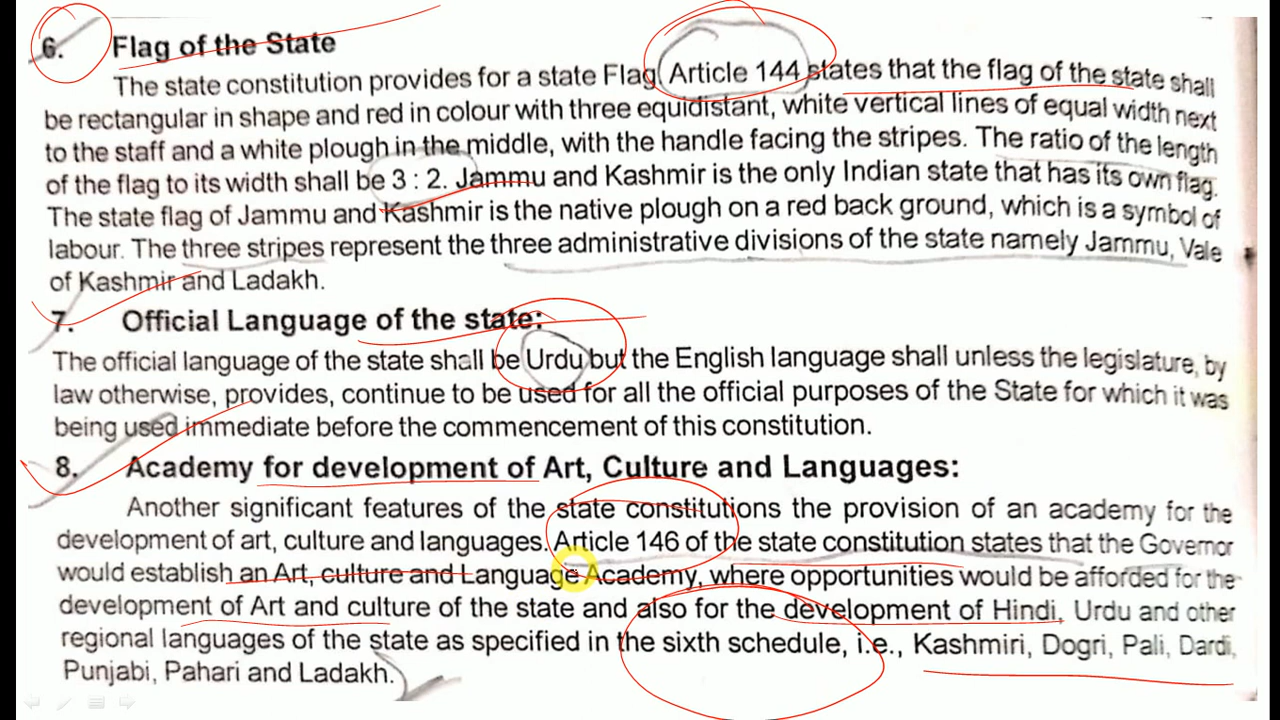 6. Flag of the State
The state constitution provides for a state Flag. Article 144 states that the flag of the state shall
be rectangular in shape and red in colour with three equidistant, white vertical lines of equal width next
to the staff and a white plough in the middle, with the handle facing the stripes. The ratio of the length
of the flag to its width shall be 3 : 2. Jammu and Kashmir is the only Indian state that has its own flag.
The state flag of Jammu and Kashmir is the native plough on a red back ground, which is a symbol of
labour. The three stripes represent the three administrative divisions of the state namely Jammu, Vale
of Kashmir and Ladakh.
7. Official Language of the state:
The official language of the state shall be Urdu but the English language shall unless the legislature, by
law otherwise, provides, continue to be used for all the official purposes of the State for which it was
being used immediate before the commencement of this constitution.
8. Academy for development of Art, Culture and Languages:
Another significant features of the state constitutions the provision of an academy for the
development of art, culture and languages. Article 146 of the state constitution states that the Governor
would establish an Art, culture and Language Academy, where opportunities would be afforded for the
development of Art and culture of the state and also for the development of Hindi, Urdu and other
regional languages of the state as specified in the sixth schedule, i.e., Kashmiri, Dogri, Pali, Dardi,
Punjabi, Pahari and Ladakh.